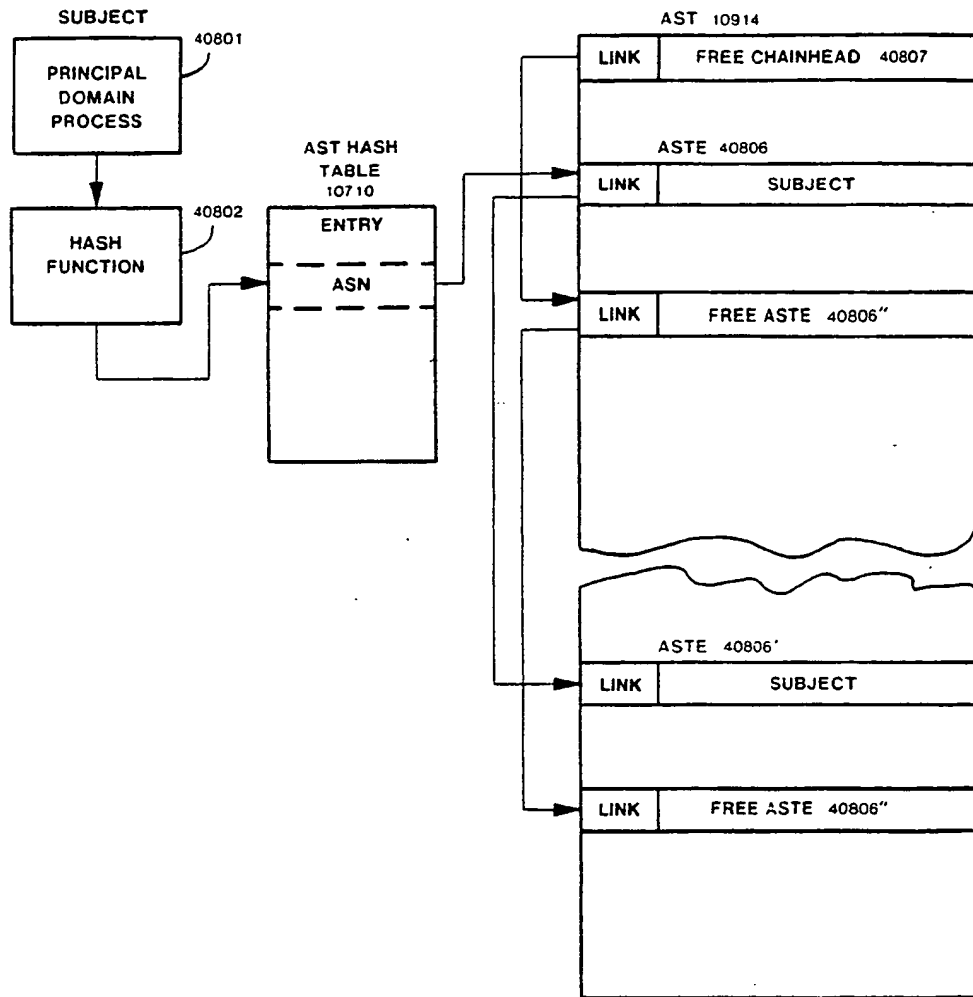 SUBJECT
40801
PRINCIPAL
DOMAIN
PROCESS
40802
HASH
FUNCTION
AST HASH
TABLE
10710
ENTRY
ASN
AST 10914
LINK FREE CHAINHEAD 40807
ASTE 40806
LINK SUBJECT
LINK FREE ASTE 40806"
ASTE 40806'
LINK SUBJECT
LINK FREE ASTE 40806"